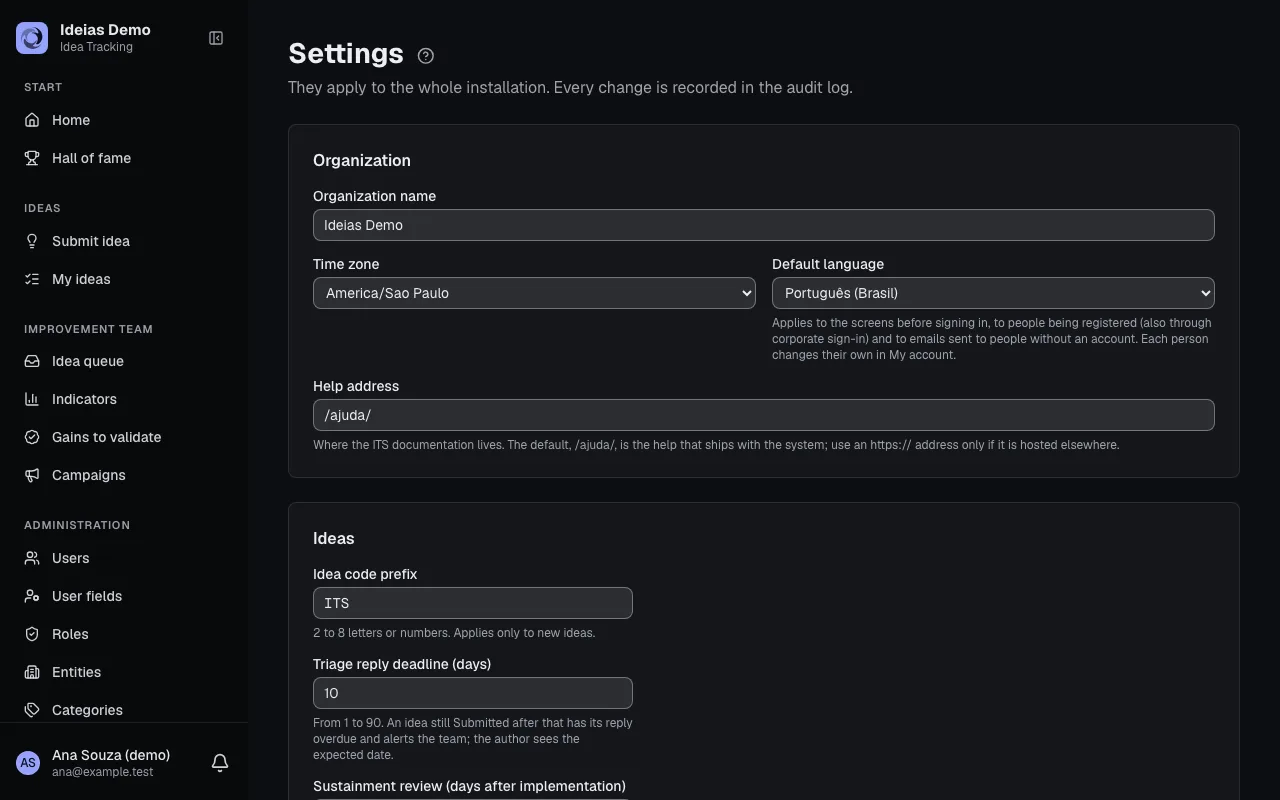 Ideias Demo
Idea Tracking
START
Home
Hall of fame
IDEAS
Submit idea
My ideas
IMPROVEMENT TEAM
Idea queue
Indicators
Gains to validate
Campaigns
ADMINISTRATION
Users
User fields
Roles
Entities
Categories
AS
Ana Souza (demo)
ana@example.test
Settings
They apply to the whole installation. Every change is recorded in the audit log.
Organization
Organization name
Ideias Demo
Time zone
America/Sao Paulo
Default language
Português (Brasil)
Applies to the screens before signing in, to people being registered (also through
corporate sign-in) and to emails sent to people without an account. Each person
changes their own in My account.
Help address
/ajuda/
Where the ITS documentation lives. The default, /ajuda/, is the help that ships with the system; use an https:// address only if it is hosted elsewhere.
Ideas
Idea code prefix
ITS
2 to 8 letters or numbers. Applies only to new ideas.
Triage reply deadline (days)
10
From 1 to 90. An idea still Submitted after that has its reply
overdue and alerts the team; the author sees the
expected date.
Sustainment review (days after implementation)